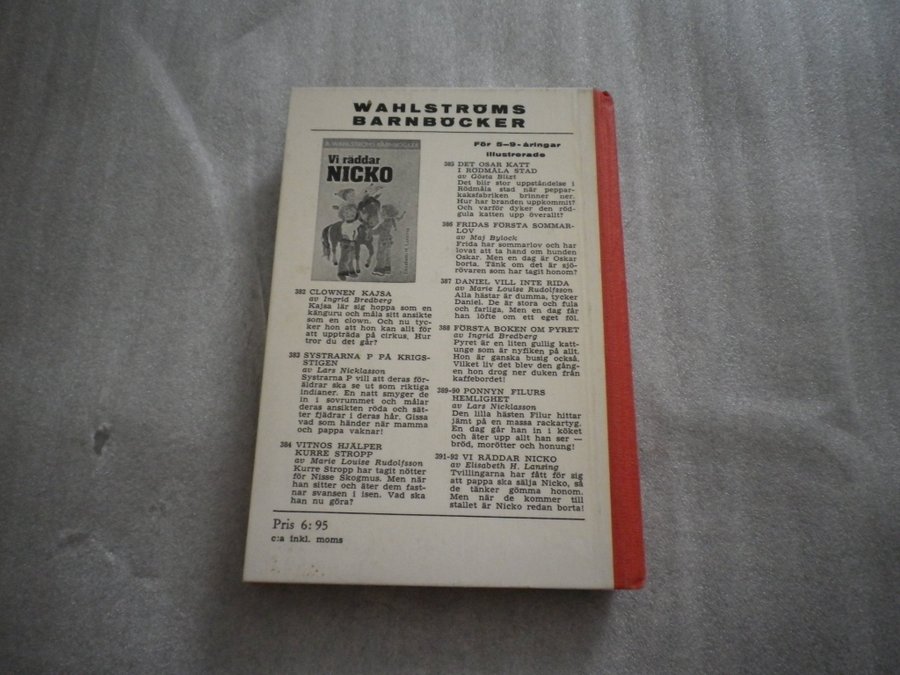 WAHLSTRÖMS
BARNBÖCKER
B. WAHLSTRÖMS BARNBÖCKER
Vi räddar
NICKO
Elisabeth H. Lansing
382 CLOWNEN KAJSA
av Ingrid Bredberg
Kajsa lär sig hoppa som en
känguru och måla sitt ansikte
som en clown. Och nu tyc-
ker hon att hon kan allt för
att uppträda på cirkus. Hur
tror du det går?
383 SYSTRARNA P PÅ KRIGS-
STIGEN
av Lars Nicklasson
Systrarna P vill att deras för-
äldrar ska se ut som riktiga
indianer. En natt smyger de
in i sovrummet och målar
deras ansikten röda och sät-
ter fjädrar i deras hår. Gissa
vad som händer när mamma
och pappa vaknar!
384 VITNOS HJÄLPER
KURRE STROPP
av Marie Louise Rudolfsson
Kurre Stropp har tagit nötter
för Nisse Skogmus. Men när
han sitter och äter dem fast-
nar svansen i isen. Vad ska
han nu göra?
För 5-9-åringar
illustrerade
385 DET OSAR KATT
I RÖDMÅLA STAD
av Gösta Blixt
Det blir stor uppståndelse i
Rödmåla stad när peppar-
kaksfabriken brinner ner.
Hur har branden uppkommit?
Och varför dyker den röd-
gula katten upp överallt?
386 FRIDAS FÖRSTA SOMMAR-
LOV
av Maj Bylock
Frida har sommarlov och har
lovat att ta hand om hunden
Oskar. Men en dag är Oskar
borta. Tänk om det är sjö-
rövaren som har tagit honom?
387 DANIEL VILL INTE RIDA
av Marie Louise Rudolfsson
Alla hästar är dumma, tycker
Daniel. De är stora och fula
och farliga. Men en dag får
han löfte om ett eget föl.
388 FÖRSTA BOKEN OM PYRET
av Ingrid Bredberg
Pyret är en liten gullig katt-
unge som är nyfiken på allt.
Hon är ganska busig också.
Vilket liv det blev den gång-
en hon drog ner duken från
kaffebordet!
389-90 PONNYN FILURS
HEMLIGHET
av Lars Nicklasson
Den lilla hästen Filur hittar
jämt på en massa rackartyg.
En dag går han in i köket
och äter upp allt han ser —
bröd, morötter och honung!
391-92 VI RÄDDAR NICKO
av Elisabeth H. Lansing
Tvillingarna har fått för sig
att pappa ska sälja Nicko, så
de tänker gömma honom.
Men när de kommer till
stallet är Nicko redan borta!
Pris 6:95
c:a inkl. moms